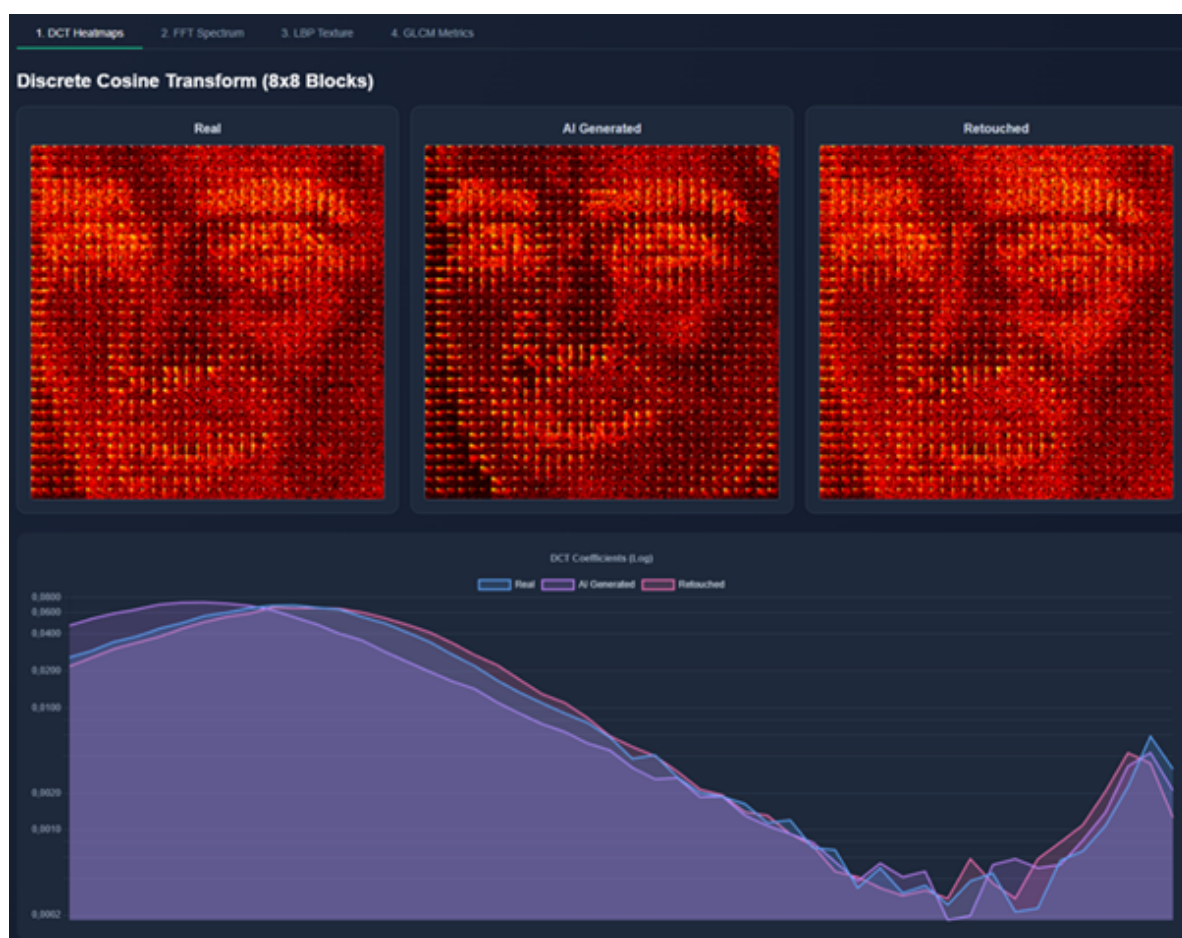 1. DCT Heatmaps 2. FFT Spectrum 3. LBP Texture 4. GLCM Metrics
Discrete Cosine Transform (8x8 Blocks)
Real AI Generated Retouched
DCT Coefficients (Log)
Real AI Generated Retouched
0,0800
0,0600
0,0400
0,0200
0,0100
0,0020
0,0010
0,0002